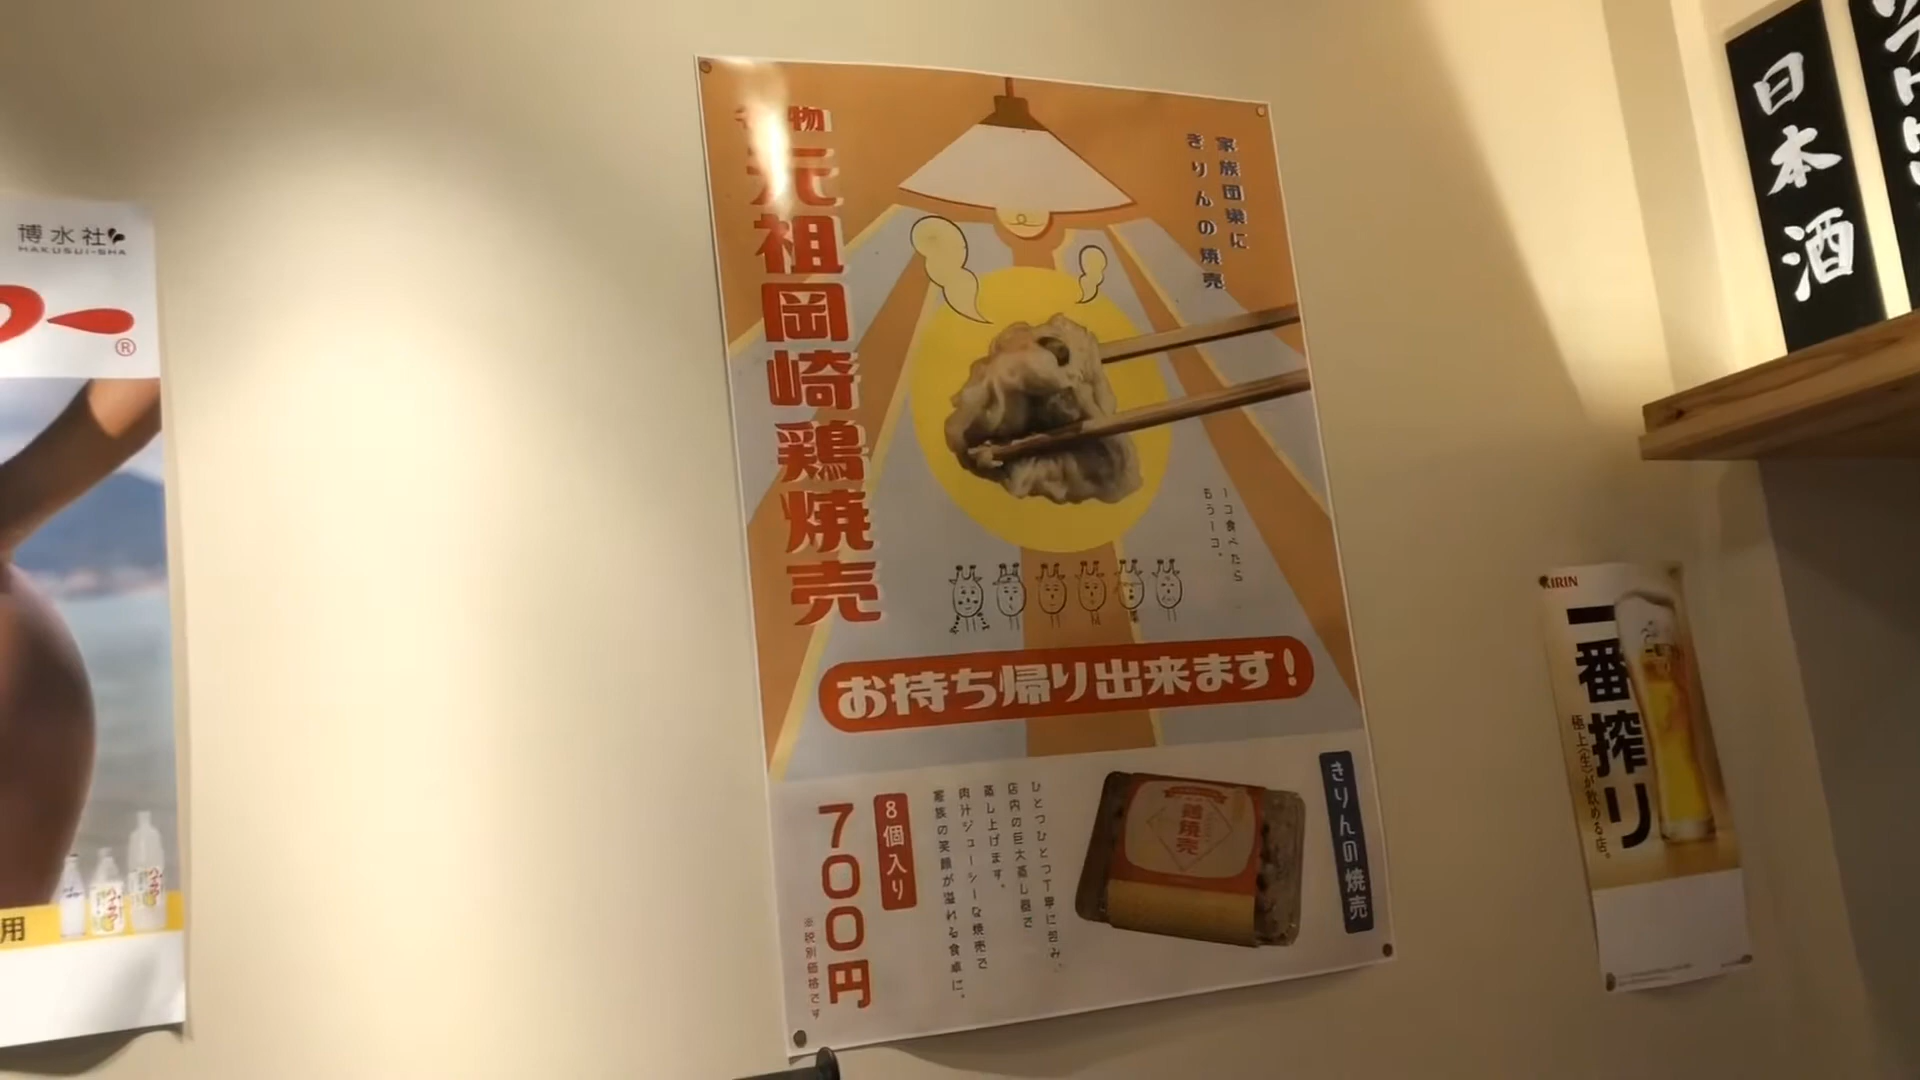 博水社
HAKUSUI-SHA
ワー
®
用
名物
元祖岡崎鶏焼売
家族団欒に
きりんの焼売
一コ食べたら
もう一コ。
お持ち帰り出来ます!
きりんの焼売
鶏焼売
ひとつひとつ丁寧に包み、
店内の巨大蒸し器で
蒸し上げます。
肉汁ジューシーな焼売で
家族の笑顔が溢れる食卓に。
8個入り
700円
※税別価格です
KIRIN
一番搾り
極上〈生〉が飲める店。
日本酒